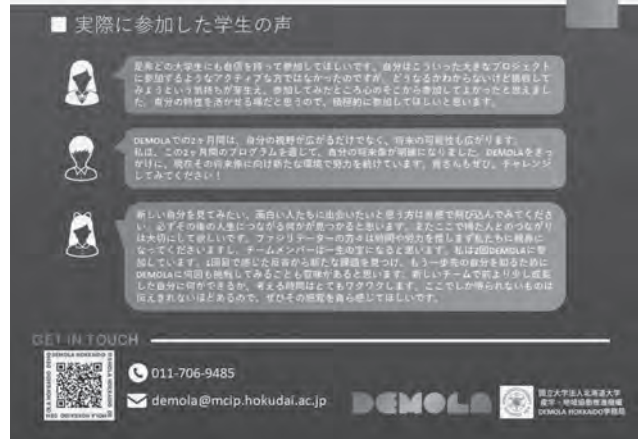 ■ 実際に参加した学生の声
是非どの大学生にも自信を持って参加してほしいです。自分はこういった大きなプロジェクト
に参加するようなアクティブな方ではなかったのですが、どうなるかわからないけど挑戦して
みようという気持ちが芽生え、参加してみたところ心のそこから参加してよかったと思えまし
た。自分の特性を活かせる場だと思うので、積極的に参加してほしいと思います。
DEMOLAでの2ヶ月間は、自分の視野が広がるだけでなく、将来の可能性も広がります。
私は、この2ヶ月間のプログラムを通じて、自分の将来像が明確になりました。DEMOLAをきっ
かけに、現在その将来像に向け新たな環境で努力を続けています。皆さんもぜひ、チャレンジ
してみてください!
新しい自分を見てみたい、面白い人たちに出会いたいと思う方は直感で飛び込んでみてくださ
い。必ずその後の人生につながる何かが見つかると思います。またここで得た人とのつながり
は大切にして欲しいです。ファシリテーターの方々は時間や労力を惜しまず私たちに親身に
なってくださいますし、チームメンバーは一生の宝になると思います。私は2回DEMOLAに参
加しています。1回目で感じた反省から新たな課題を見つけ、もう一歩先の自分を知るために
DEMOLAに何回も挑戦してみることも意味があると思います。新しいチームで前より少し成長
した自分に何ができるか、考える時間はとてもワクワクします。ここでしか得られないものは
伝えきれないほどあるので、ぜひその感覚を自ら感じてほしいです。
GET IN TOUCH
DEMOLA HOKKAIDO
011-706-9485
demola@mcip.hokudai.ac.jp
DEMOLA
国立大学法人北海道大学
産学・地域協働推進機構
DEMOLA HOKKAIDO事務局